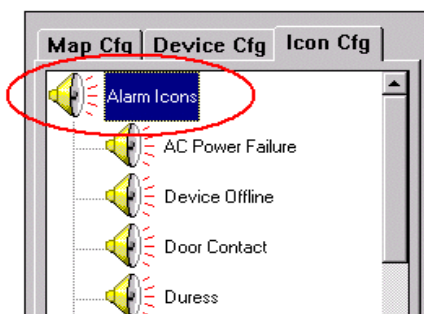 Map Cfg Device Cfg Icon Cfg
Alarm Icons
AC Power Failure
Device Offline
Door Contact
Duress